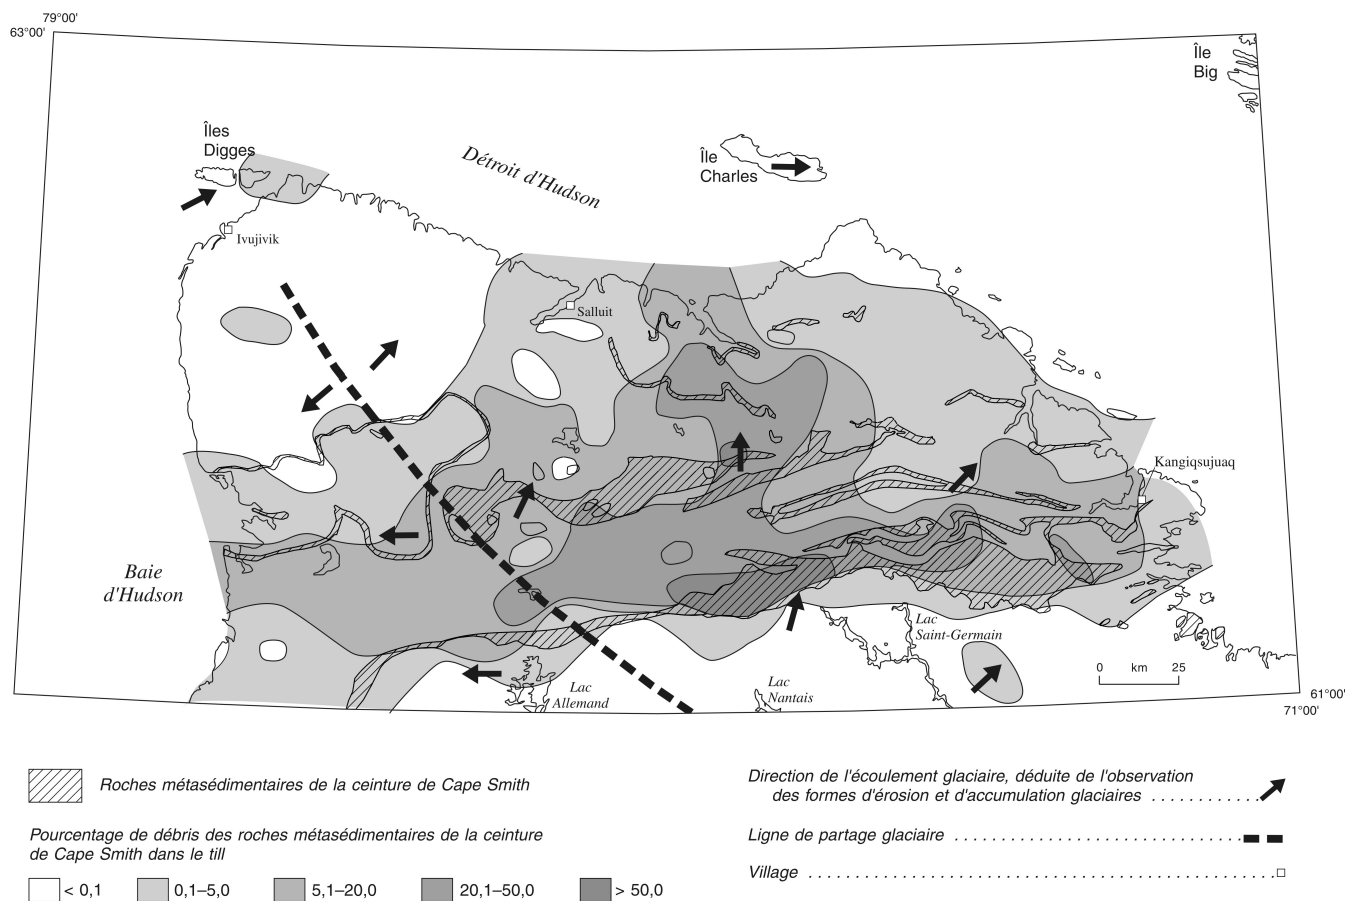 79°00'
63°00'
Île
Big
Îles
Digges
Détroit d'Hudson
Île
Charles
Ivujivik
Salluit
Kangiqsujuaq
Baie
d'Hudson
Lac
Saint-Germain
Lac
Allemand
Lac
Nantais
0 km 25
61°00'
71°00'
Roches métasédimentaires de la ceinture de Cape Smith
Pourcentage de débris des roches métasédimentaires de la ceinture
de Cape Smith dans le till
< 0,1 0,1–5,0 5,1–20,0 20,1–50,0 > 50,0
Direction de l'écoulement glaciaire, déduite de l'observation
des formes d'érosion et d'accumulation glaciaires
Ligne de partage glaciaire
Village